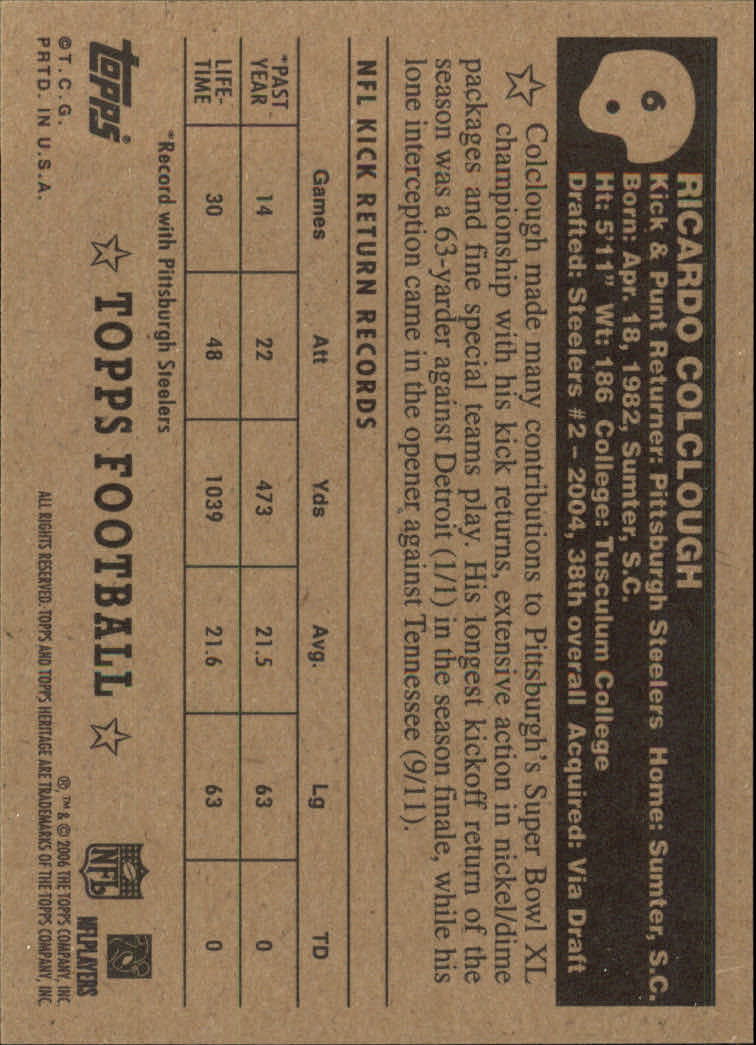 6
RICARDO COLCLOUGH
Kick & Punt Returner: Pittsburgh Steelers Home: Sumter, S.C.
Born: Apr. 18, 1982, Sumter, S.C.
Ht: 5'11" Wt: 186 College: Tusculum College
Drafted: Steelers #2 - 2004, 38th overall Acquired: Via Draft
Colclough made many contributions to Pittsburgh's Super Bowl XL
championship with his kick returns, extensive action in nickel/dime
packages and fine special teams play. His longest kickoff return of the
season was a 63-yarder against Detroit (1/1) in the season finale, while his
lone interception came in the opener against Tennessee (9/11).
NFL KICK RETURN RECORDS
Games Att Yds Avg. Lg TD
*PAST YEAR 14 22 473 21.5 63 0
LIFE-TIME 30 48 1039 21.6 63 0
*Record with Pittsburgh Steelers
topps® ☆ TOPPS FOOTBALL ☆ NFL NFLPLAYERS
© T.C.G. ®, ™ & © 2006 THE TOPPS COMPANY, INC.
PRTD. IN U.S.A. ALL RIGHTS RESERVED. TOPPS AND TOPPS HERITAGE ARE TRADEMARKS OF THE TOPPS COMPANY, INC.